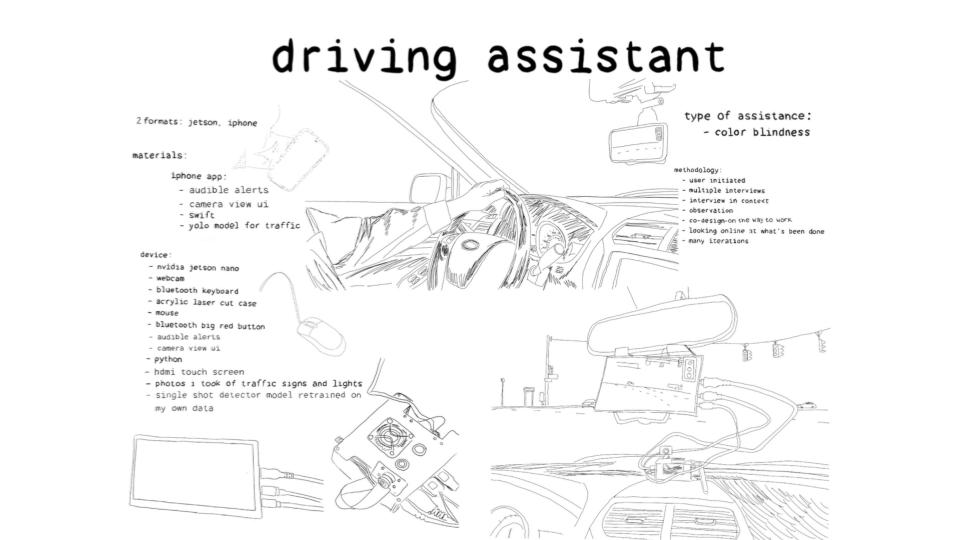 driving assistant
2 formats: jetson, iphone
materials:
iphone app:
- audible alerts
- camera view ui
- swift
- yolo model for traffic
device:
- nvidia jetson nano
- webcam
- bluetooth keyboard
- acrylic laser cut case
- mouse
- bluetooth big red button
- audible alerts
- camera view ui
- python
- hdmi touch screen
- photos i took of traffic signs and lights
- single shot detector model retrained on
my own data
type of assistance:
- color blindness
methodology:
- user initiated
- multiple interviews
- interview in context
- observation
- co-design-on the way to work
- looking online at what's been done
- many iterations